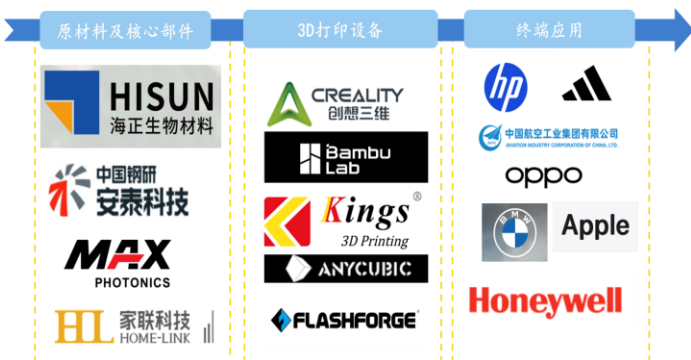 原材料及核心部件
3D打印设备
终端应用
HISUN
海正生物材料
中国钢研
安泰科技
MAX
PHOTONICS
家联科技
HOME-LINK
CREALITY
创想三维
Bambu
Lab
Kings®
3D Printing
ANYCUBIC
FLASHFORGE
hp
中国航空工业集团有限公司
AVIATION INDUSTRY CORPORATION OF CHINA, LTD.
oppo
BMW
Apple
Honeywell